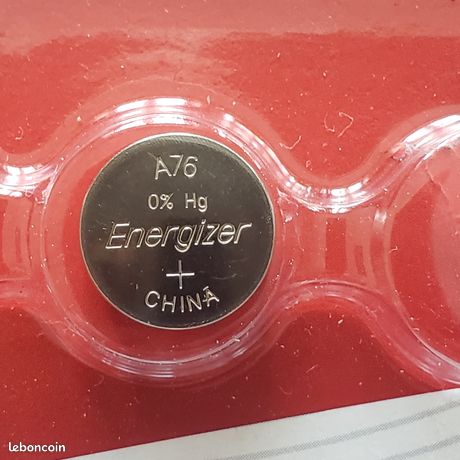 A76
0% Hg
Energizer
+
CHINA
leboncoin